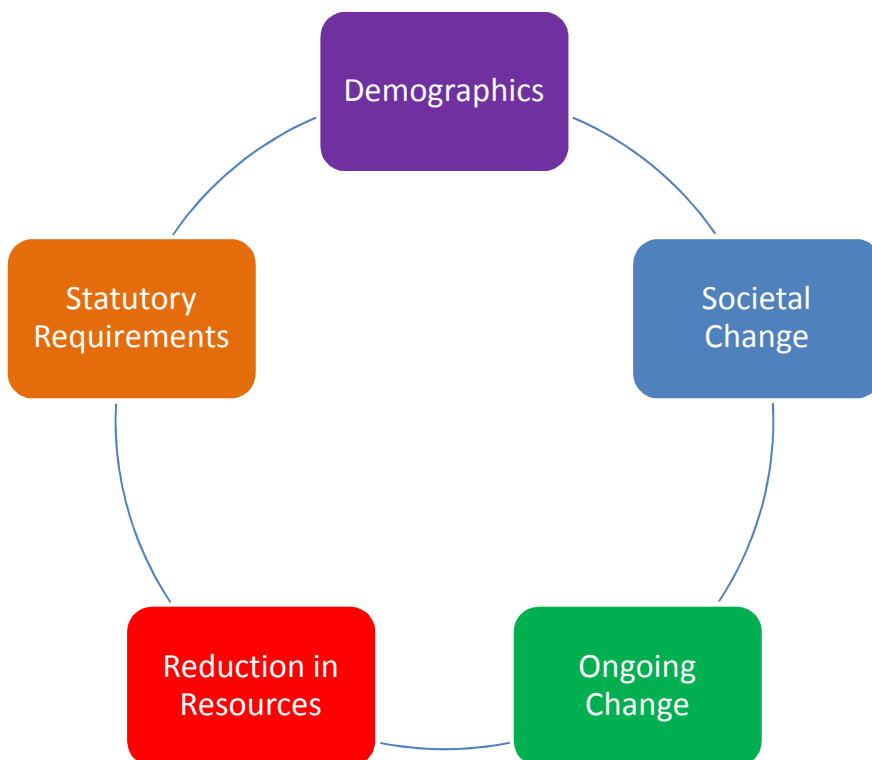 Demographics
Societal
Change
Ongoing
Change
Reduction in
Resources
Statutory
Requirements